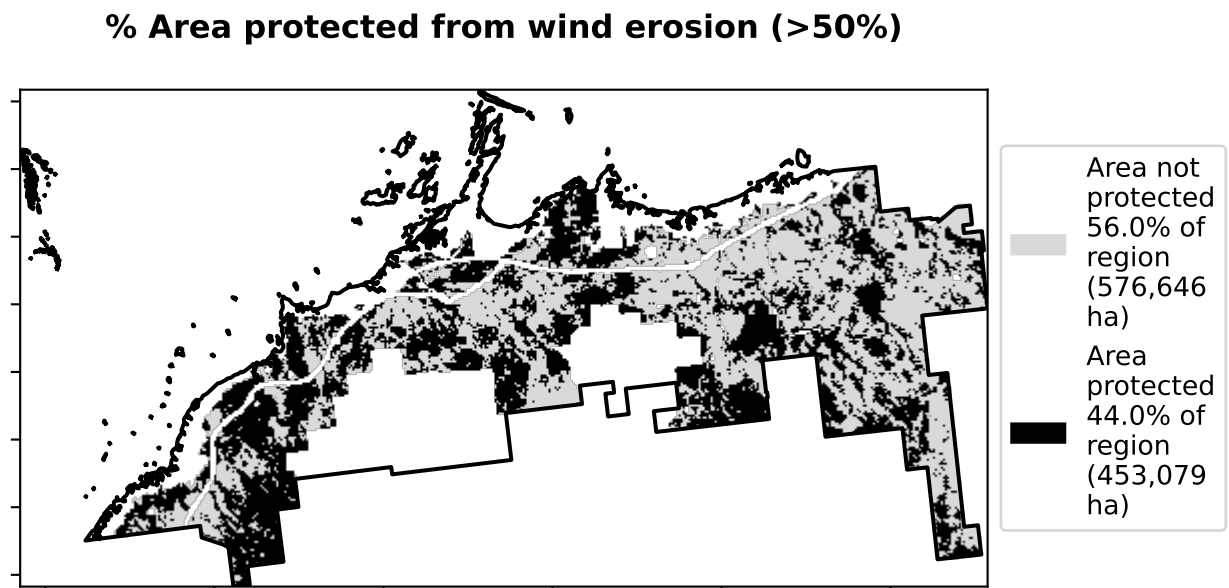 % Area protected from wind erosion (>50%)
Area not
protected
56.0% of
region
(576,646
ha)
Area
protected
44.0% of
region
(453,079
ha)